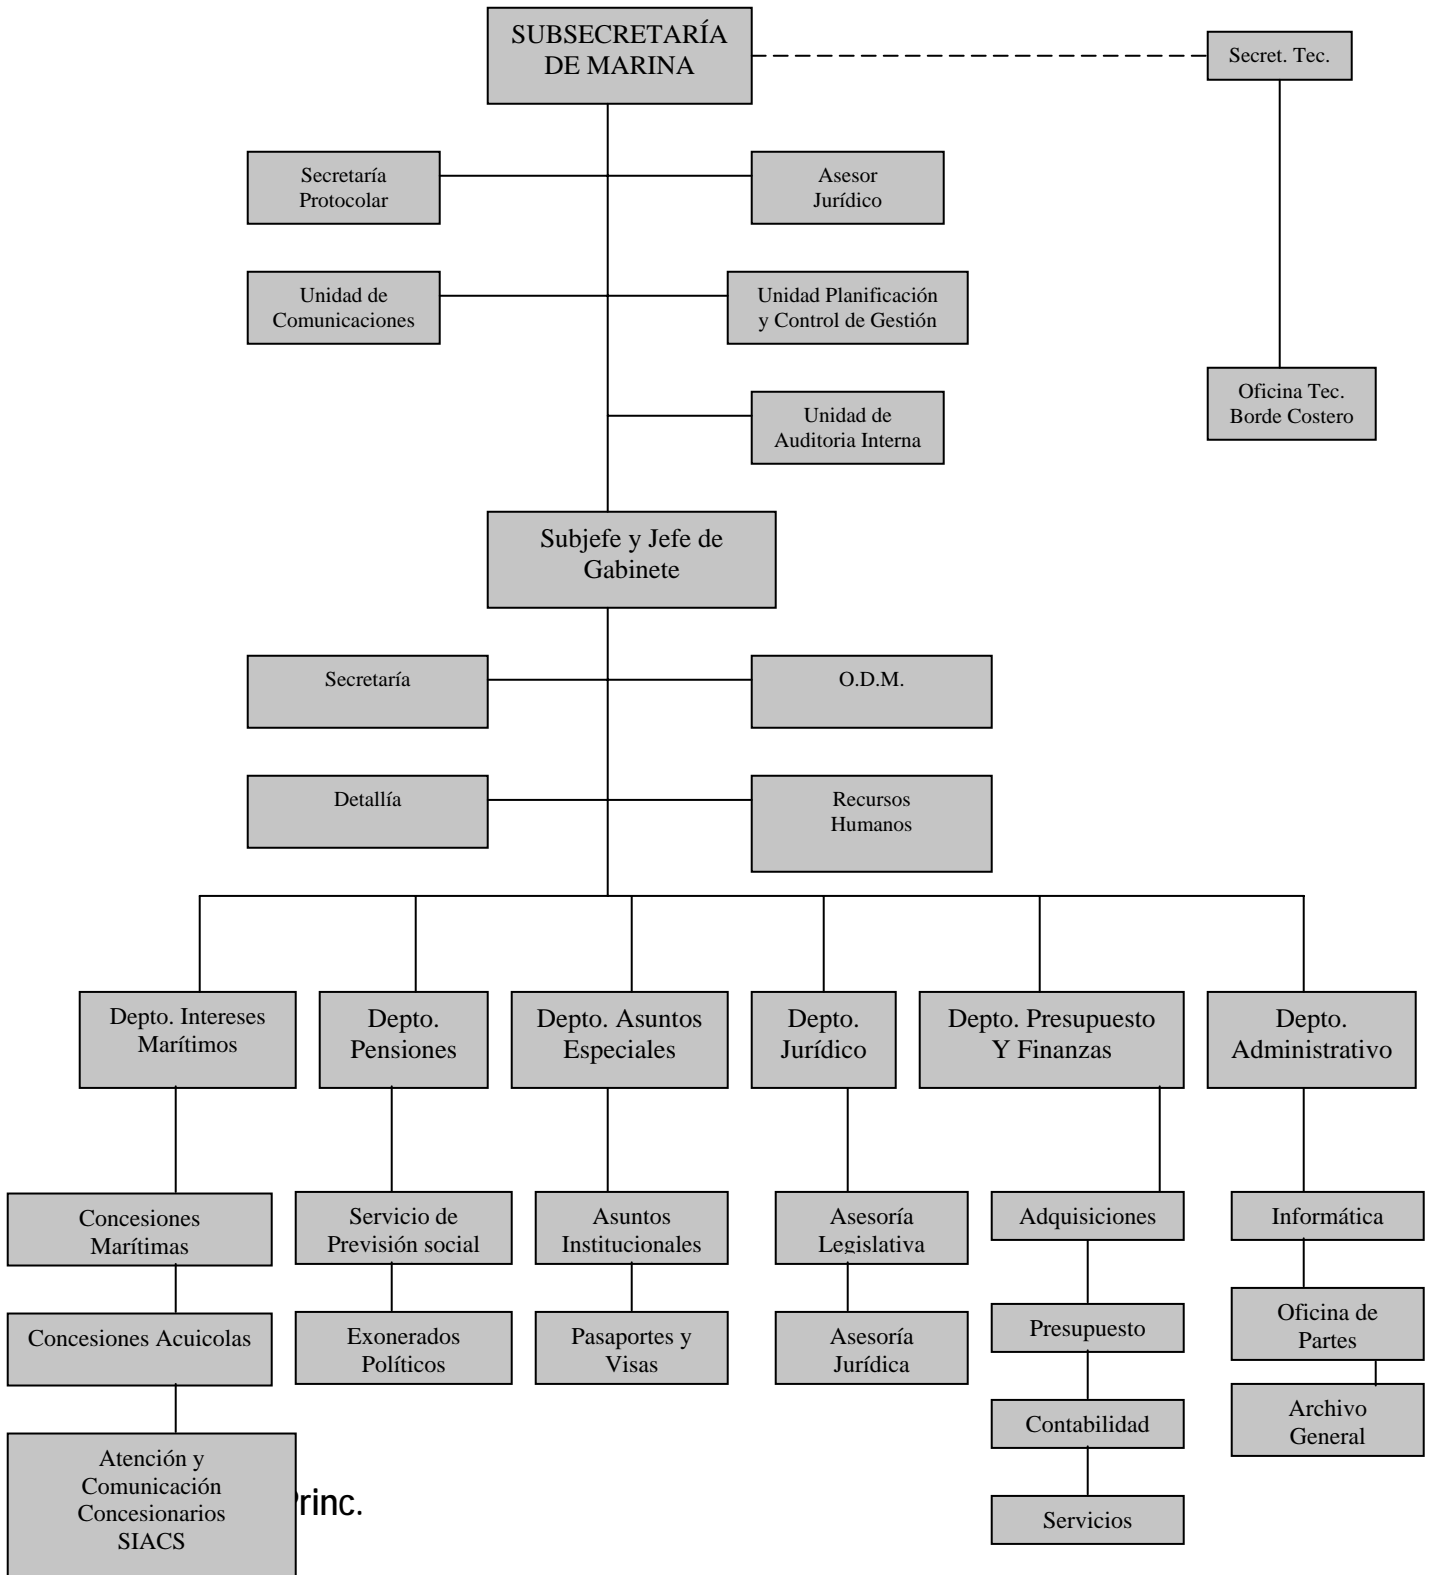 SUBSECRETARÍA
DE MARINA
Secret. Tec.
Secretaría
Protocolar
Asesor
Jurídico
Unidad de
Comunicaciones
Unidad Planificación
y Control de Gestión
Oficina Tec.
Borde Costero
Unidad de
Auditoria Interna
Subjefe y Jefe de
Gabinete
Secretaría
O.D.M.
Detallía
Recursos
Humanos
Depto. Intereses
Marítimos
Depto.
Pensiones
Depto. Asuntos
Especiales
Depto.
Jurídico
Depto. Presupuesto
Y Finanzas
Depto.
Administrativo
Concesiones
Marítimas
Servicio de
Previsión social
Asuntos
Institucionales
Asesoría
Legislativa
Adquisiciones
Informática
Concesiones Acuicolas
Exonerados
Políticos
Pasaportes y
Visas
Asesoría
Jurídica
Presupuesto
Oficina de
Partes
Contabilidad
Archivo
General
Atención y
Comunicación
Concesionarios
SIACS
rinc.
Servicios